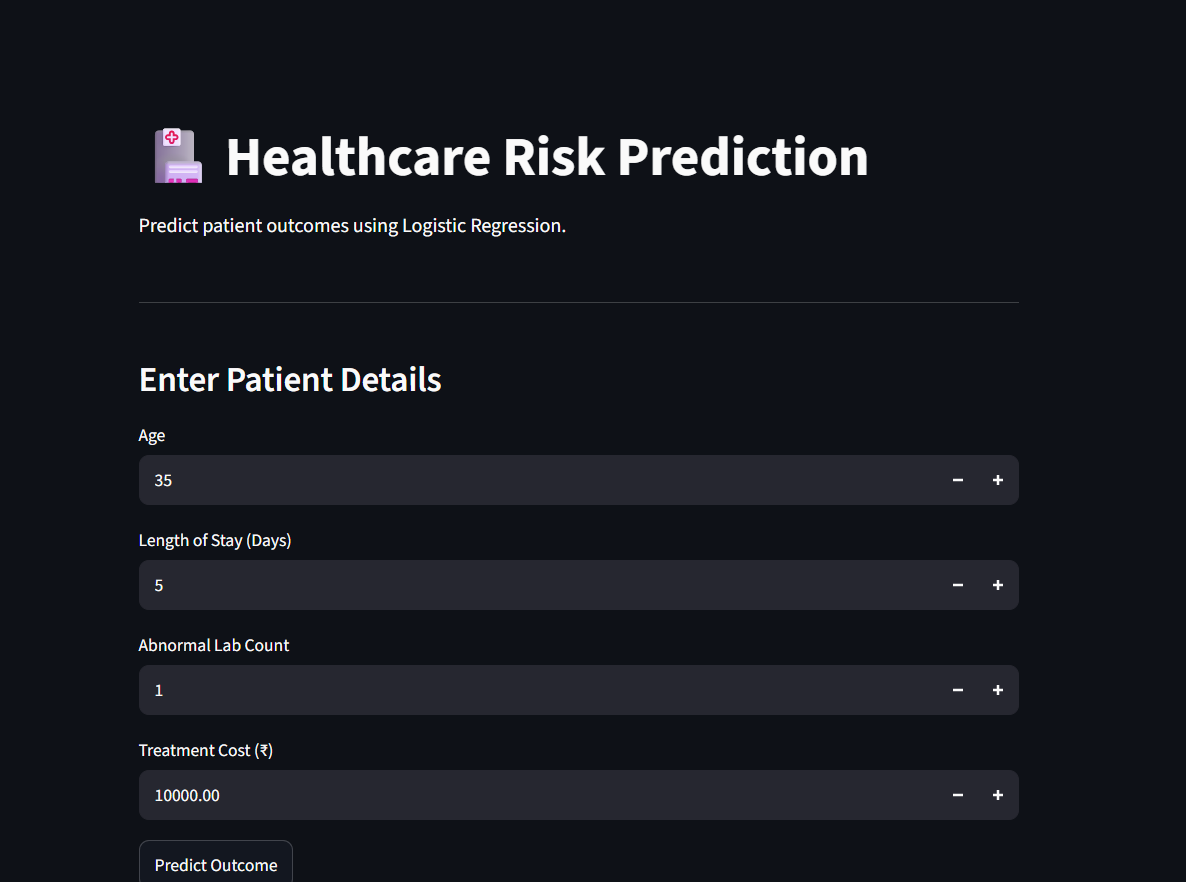 Healthcare Risk Prediction
Predict patient outcomes using Logistic Regression.
Enter Patient Details
Age
35
Length of Stay (Days)
5
Abnormal Lab Count
1
Treatment Cost (₹)
10000.00
Predict Outcome